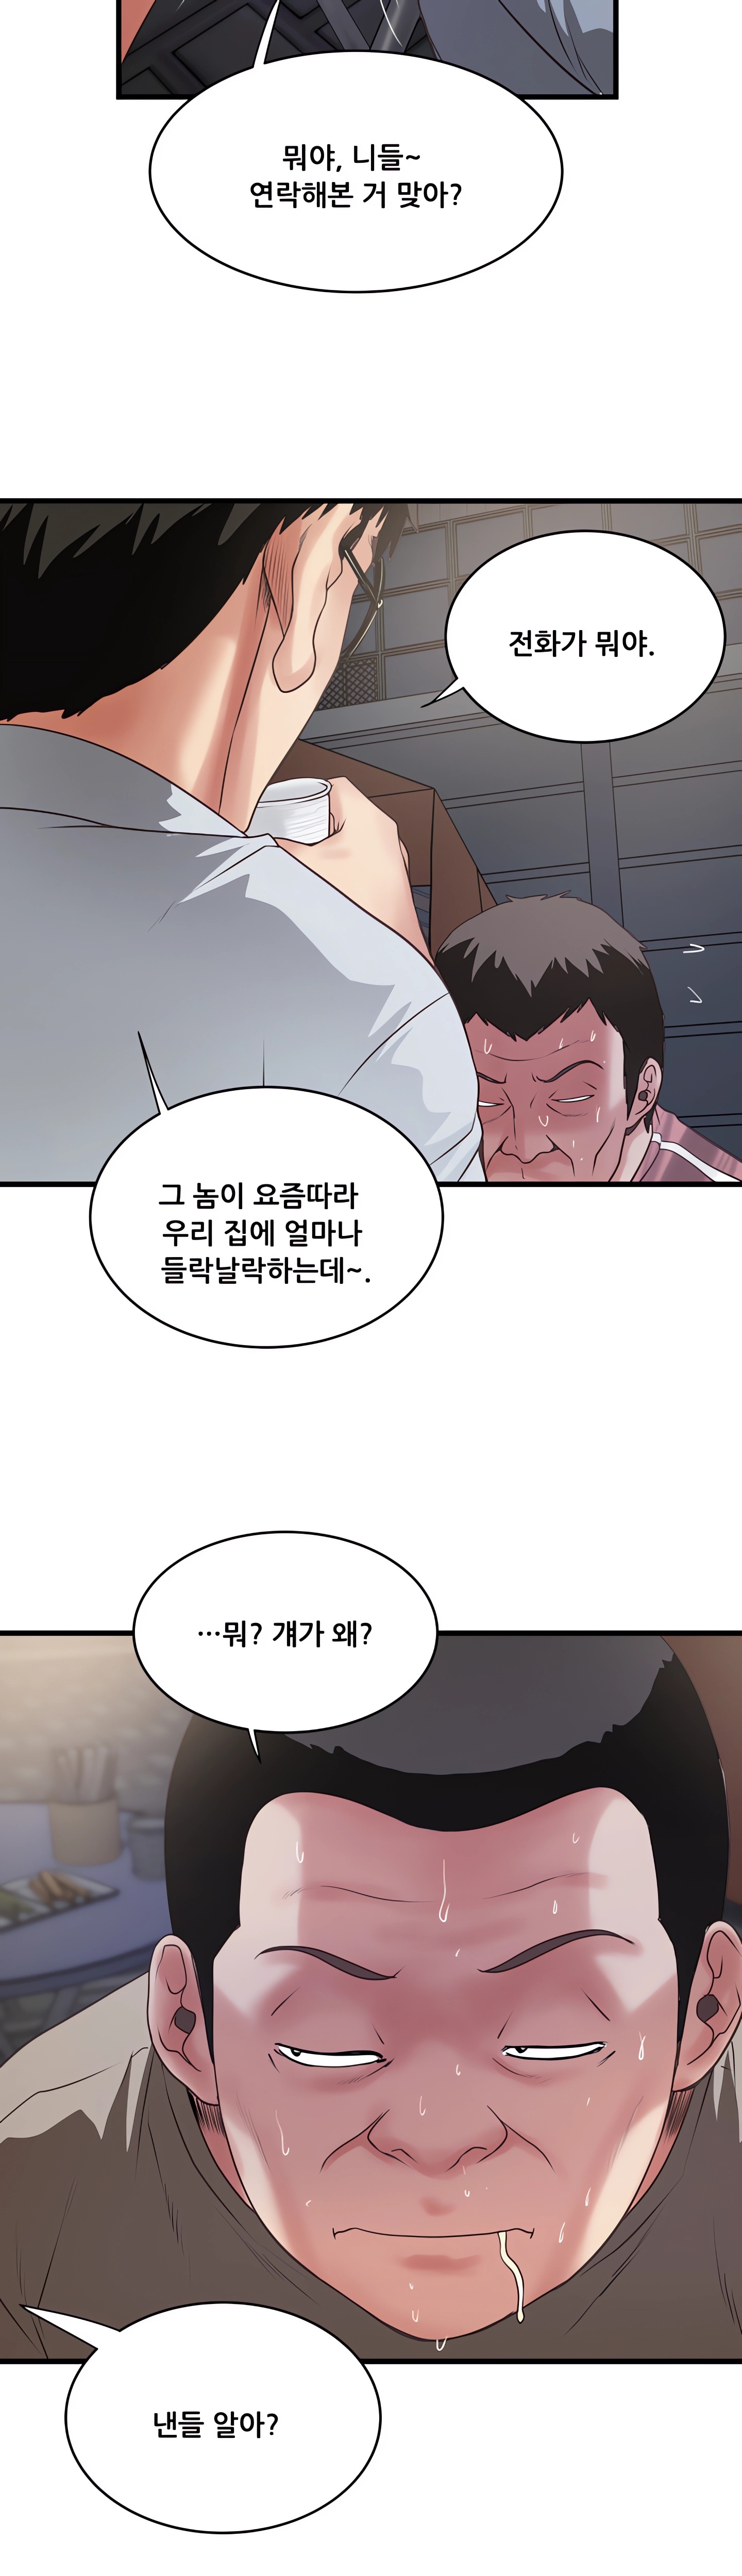 뭐야, 니들~
연락해본 거 맞아?
전화가 뭐야.
그 놈이 요즘따라
우리 집에 얼마나
들락날락하는데~.
…뭐? 걔가 왜?
낸들 알아?